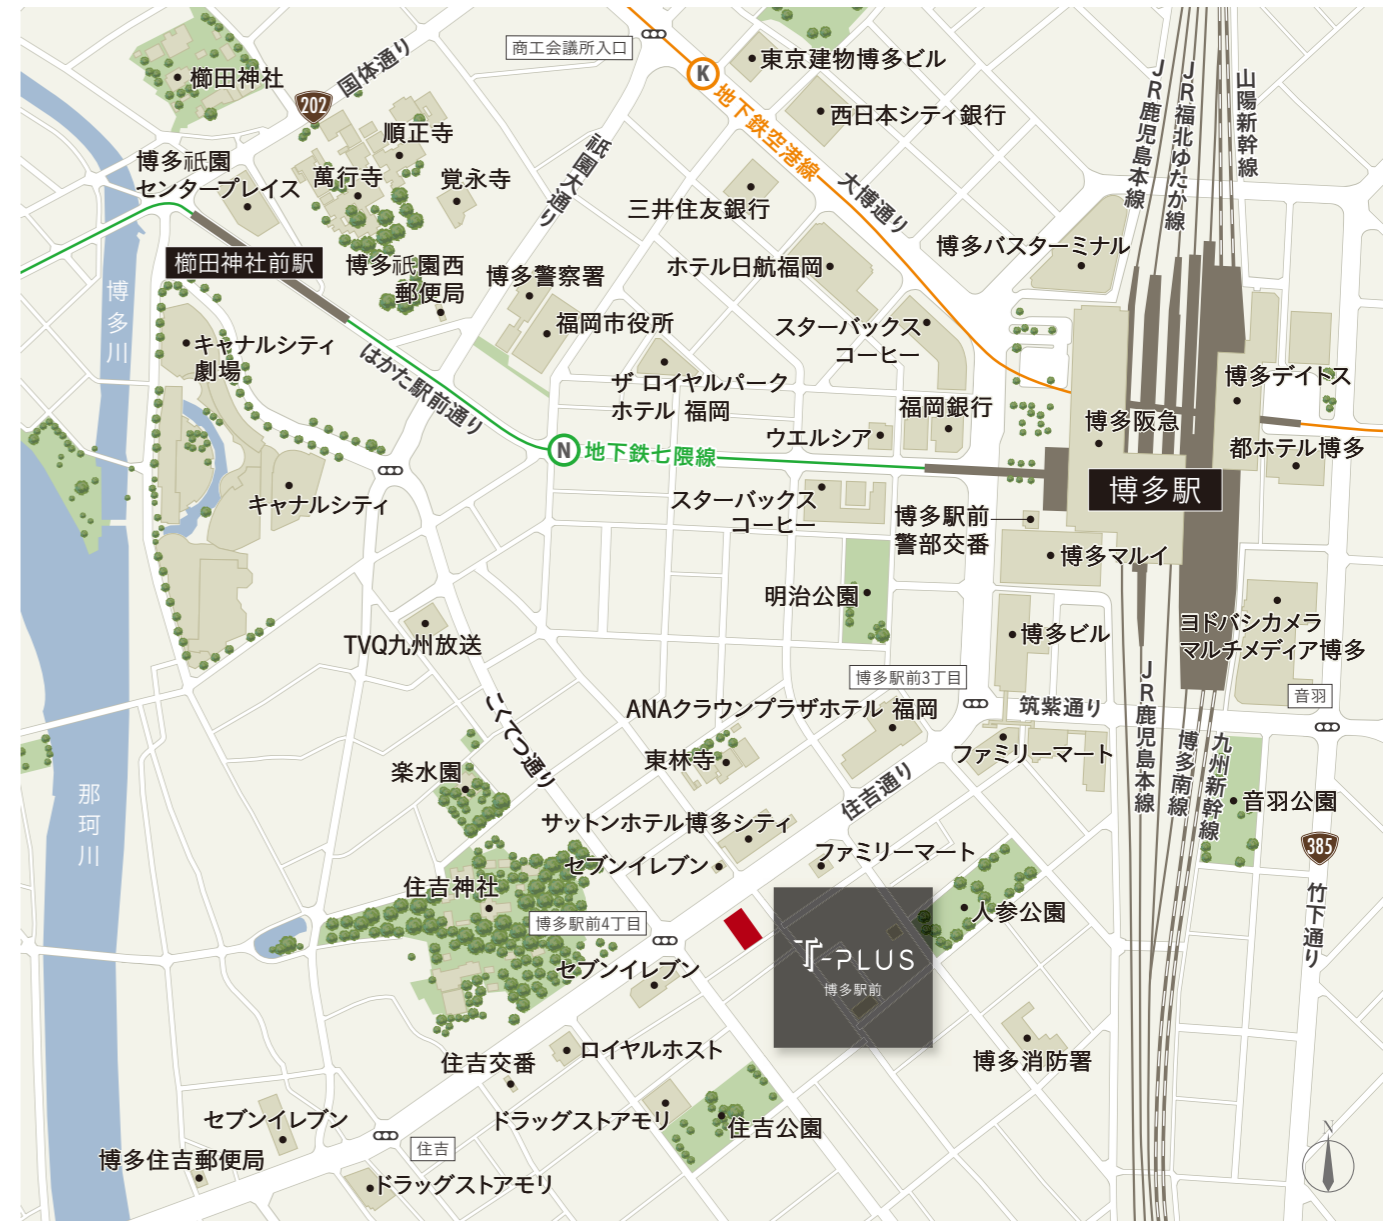 商工会議所入口
国体通り
櫛田神社
202
K
地下鉄空港線
東京建物博多ビル
西日本シティ銀行
JR鹿児島本線
JR福北ゆたか線
山陽新幹線
順正寺
博多祇園
センタープレイス
萬行寺
覚永寺
祇園大通り
三井住友銀行
大博通り
博多バスターミナル
櫛田神社前駅
博多祇園西
郵便局
博多警察署
ホテル日航福岡
博多川
福岡市役所
スターバックス
コーヒー
キャナルシティ
劇場
はかた駅前通り
ザ ロイヤルパーク
ホテル 福岡
福岡銀行
博多デイトス
ウエルシア
博多阪急
N
地下鉄七隈線
都ホテル博多
キャナルシティ
スターバックス
コーヒー
博多駅
博多駅前
警部交番
博多マルイ
明治公園
TVQ九州放送
博多ビル
ヨドバシカメラ
マルチメディア博多
博多駅前3丁目
音羽
JR鹿児島本線
博多南線
九州新幹線
こくてつ通り
ANAクラウンプラザホテル 福岡
筑紫通り
東林寺
ファミリーマート
楽水園
住吉通り
音羽公園
那珂川
サットンホテル博多シティ
385
セブンイレブン
ファミリーマート
住吉神社
人参公園
竹下通り
博多駅前4丁目
T-PLUS
博多駅前
セブンイレブン
住吉交番
ロイヤルホスト
博多消防署
セブンイレブン
ドラッグストアモリ
住吉公園
住吉
博多住吉郵便局
ドラッグストアモリ
N